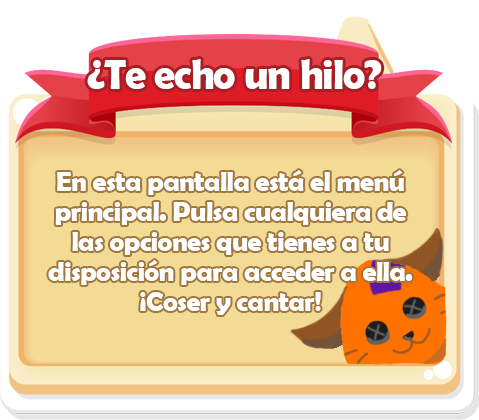 ¿Te echo un hilo?
En esta pantalla está el menú
principal. Pulsa cualquiera de
las opciones que tienes a tu
disposición para acceder a ella.
¡Coser y cantar!